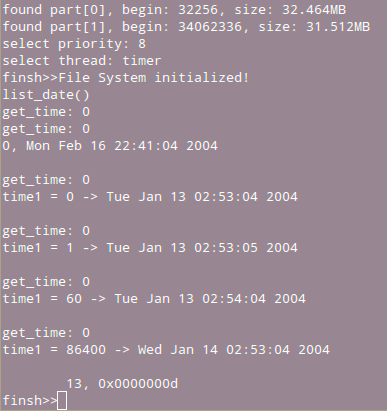 found part[0], begin: 32256, size: 32.464MB
found part[1], begin: 34062336, size: 31.512MB
select priority: 8
select thread: timer
finsh>>File System initialized!
list_date()
get_time: 0
get_time: 0
0, Mon Feb 16 22:41:04 2004
get_time: 0
time1 = 0 -> Tue Jan 13 02:53:04 2004
get_time: 0
time1 = 1 -> Tue Jan 13 02:53:05 2004
get_time: 0
time1 = 60 -> Tue Jan 13 02:54:04 2004
get_time: 0
time1 = 86400 -> Wed Jan 14 02:53:04 2004
13, 0x0000000d
finsh>>